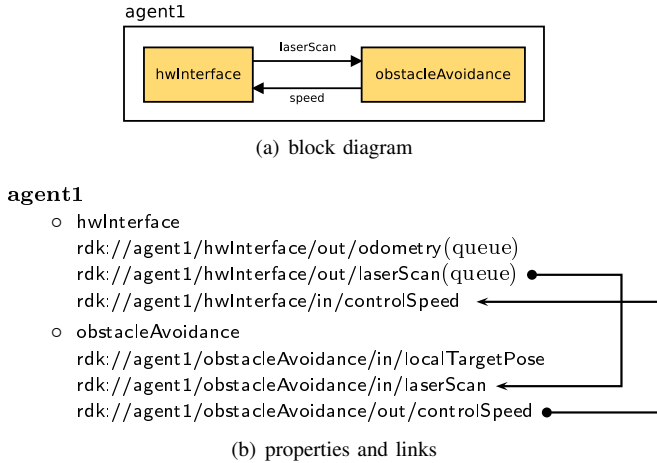 agent1
laserScan
hwInterface
obstacleAvoidance
speed
(a) block diagram
agent1
○ hwInterface
rdk://agent1/hwInterface/out/odometry(queue)
rdk://agent1/hwInterface/out/laserScan(queue)
rdk://agent1/hwInterface/in/controlSpeed
○ obstacleAvoidance
rdk://agent1/obstacleAvoidance/in/localTargetPose
rdk://agent1/obstacleAvoidance/in/laserScan
rdk://agent1/obstacleAvoidance/out/controlSpeed
(b) properties and links